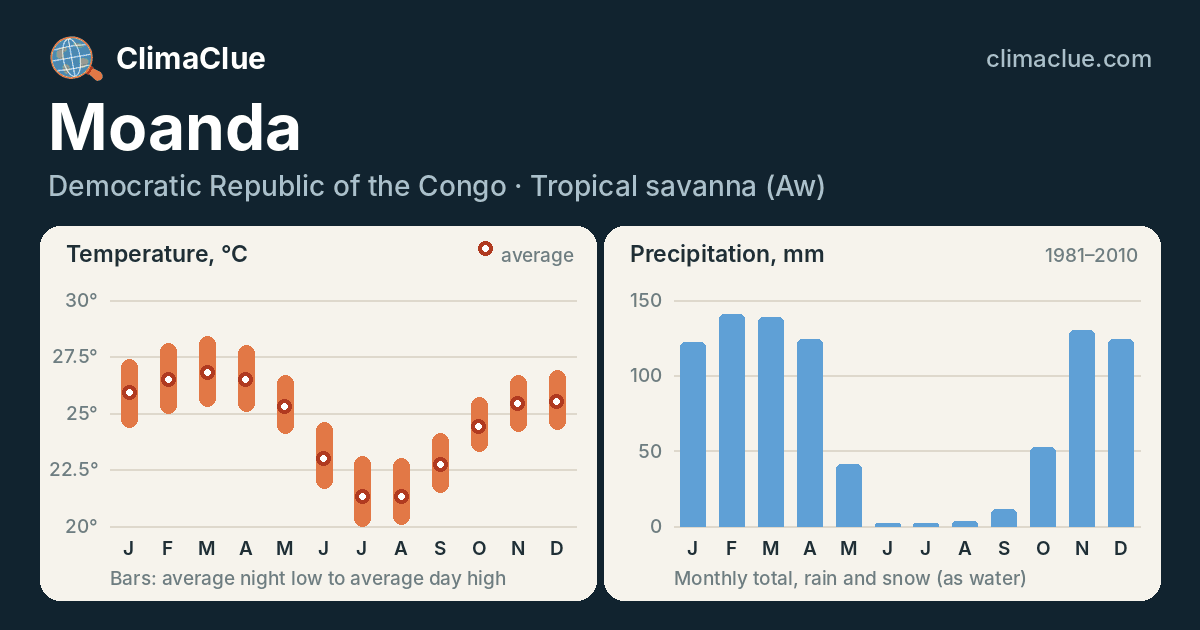 ClimaClue
climaclue.com
Moanda
Democratic Republic of the Congo · Tropical savanna (Aw)
Temperature, °C
average
30°
27.5°
25°
22.5°
20°
J F M A M J J A S O N D
Bars: average night low to average day high
Precipitation, mm
1981–2010
150
100
50
0
J F M A M J J A S O N D
Monthly total, rain and snow (as water)